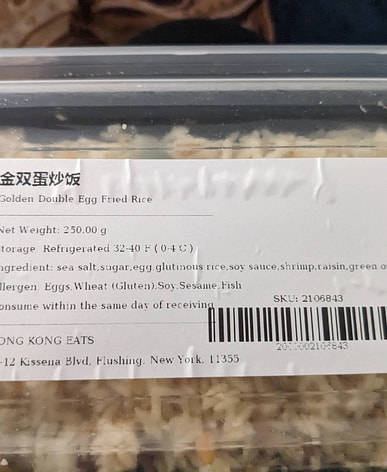 金双蛋炒饭
Golden Double Egg Fried Rice
Net Weight: 250.00 g
torage Refrigerated 32-40 F ( 0-4 C )
ngredient: sea salt,sugar,egg,glutinous rice,soy sauce,shrimp,raisin,green o
llergen: Eggs,Wheat (Gluten),Soy,Sesame,Fish
onsume within the same day of receiving
SKU: 2106843
ONG KONG EATS
-12 Kissena Blvd, Flushing, New York, 11355